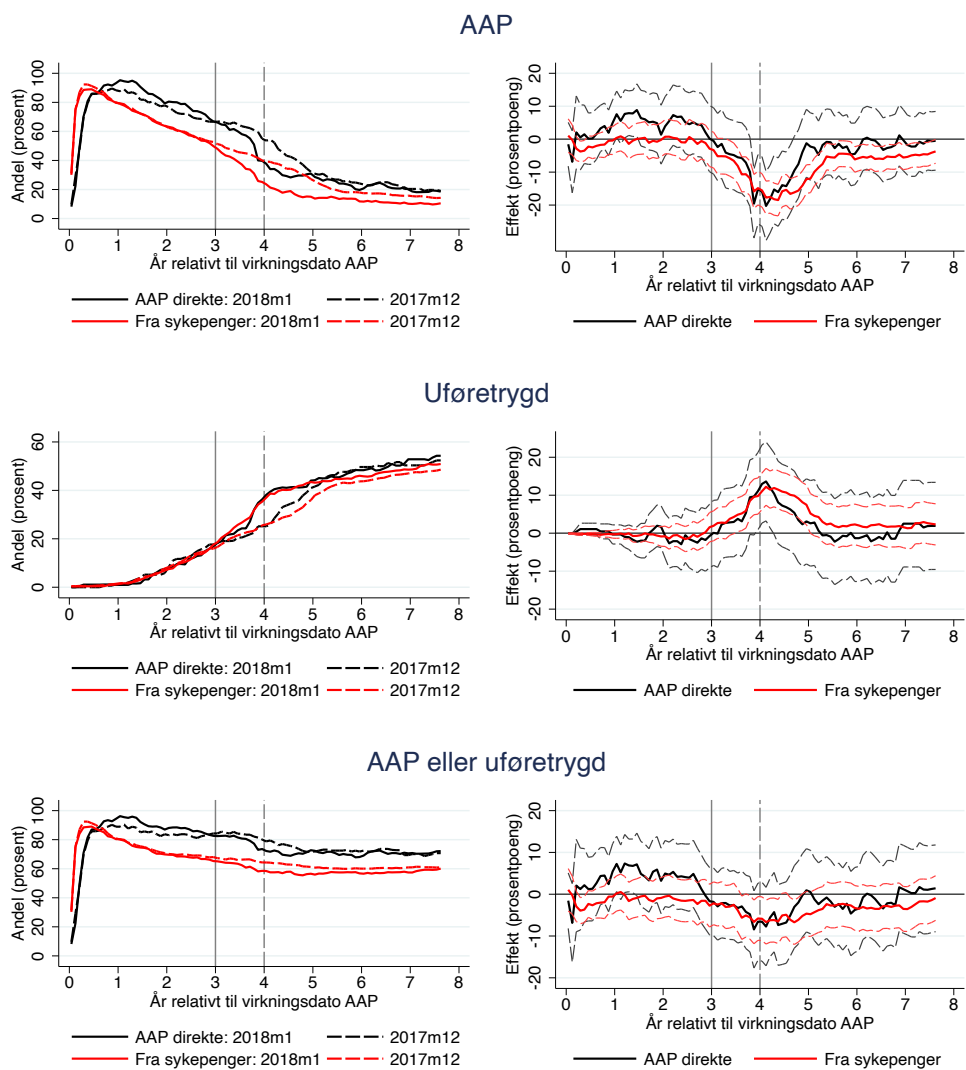 AAP
Andel (prosent)
100
80
60
40
20
0
0 1 2 3 4 5 6 7 8
År relativt til virkningsdato AAP
AAP direkte: 2018m1
2017m12
Fra sykepenger: 2018m1
2017m12
Effekt (prosentpoeng)
20
10
0
-10
-20
0 1 2 3 4 5 6 7 8
År relativt til virkningsdato AAP
AAP direkte
Fra sykepenger
Uføretrygd
Andel (prosent)
60
40
20
0
0 1 2 3 4 5 6 7 8
År relativt til virkningsdato AAP
AAP direkte: 2018m1
2017m12
Fra sykepenger: 2018m1
2017m12
Effekt (prosentpoeng)
20
10
0
-10
-20
0 1 2 3 4 5 6 7 8
År relativt til virkningsdato AAP
AAP direkte
Fra sykepenger
AAP eller uføretrygd
Andel (prosent)
100
80
60
40
20
0
0 1 2 3 4 5 6 7 8
År relativt til virkningsdato AAP
AAP direkte: 2018m1
2017m12
Fra sykepenger: 2018m1
2017m12
Effekt (prosentpoeng)
20
10
0
-10
-20
0 1 2 3 4 5 6 7 8
År relativt til virkningsdato AAP
AAP direkte
Fra sykepenger